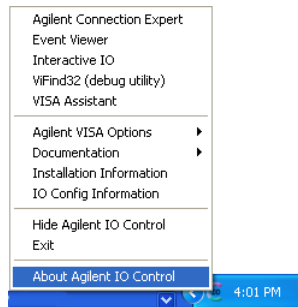 Agilent Connection Expert
Event Viewer
Interactive IO
ViFind32 (debug utility)
VISA Assistant
Agilent VISA Options
Documentation
Installation Information
IO Config Information
Hide Agilent IO Control
Exit
About Agilent IO Control
4:01 PM